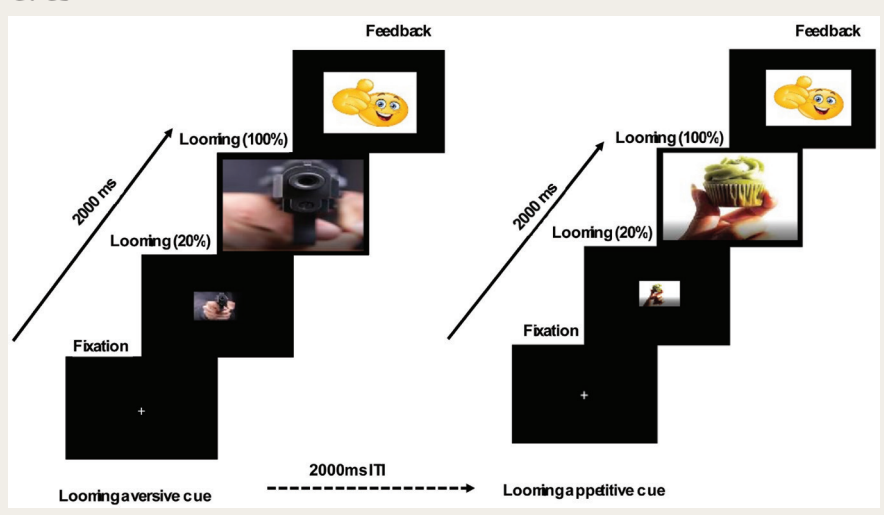 Feedback
Looming (100%)
2000 ms
Looming (20%)
Fixation
Looming aversive cue
2000ms ITI
Feedback
Looming (100%)
2000 ms
Looming (20%)
Fixation
Looming appetitive cue